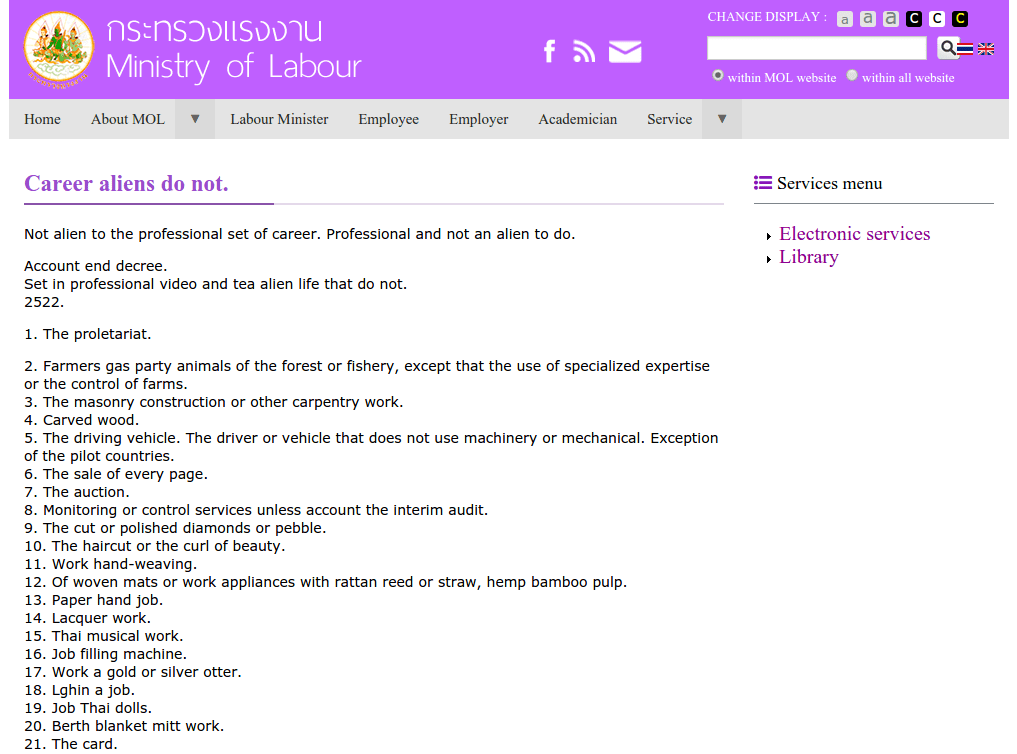 กระทรวงแรงงาน
Ministry of Labour
CHANGE DISPLAY : a a a C C C
within MOL website within all website
Home About MOL ▼ Labour Minister Employee Employer Academician Service ▼
Career aliens do not.
Services menu
Electronic services
Library
Not alien to the professional set of career. Professional and not an alien to do.
Account end decree.
Set in professional video and tea alien life that do not.
2522.
1. The proletariat.
2. Farmers gas party animals of the forest or fishery, except that the use of specialized expertise
or the control of farms.
3. The masonry construction or other carpentry work.
4. Carved wood.
5. The driving vehicle. The driver or vehicle that does not use machinery or mechanical. Exception
of the pilot countries.
6. The sale of every page.
7. The auction.
8. Monitoring or control services unless account the interim audit.
9. The cut or polished diamonds or pebble.
10. The haircut or the curl of beauty.
11. Work hand-weaving.
12. Of woven mats or work appliances with rattan reed or straw, hemp bamboo pulp.
13. Paper hand job.
14. Lacquer work.
15. Thai musical work.
16. Job filling machine.
17. Work a gold or silver otter.
18. Lghin a job.
19. Job Thai dolls.
20. Berth blanket mitt work.
21. The card.